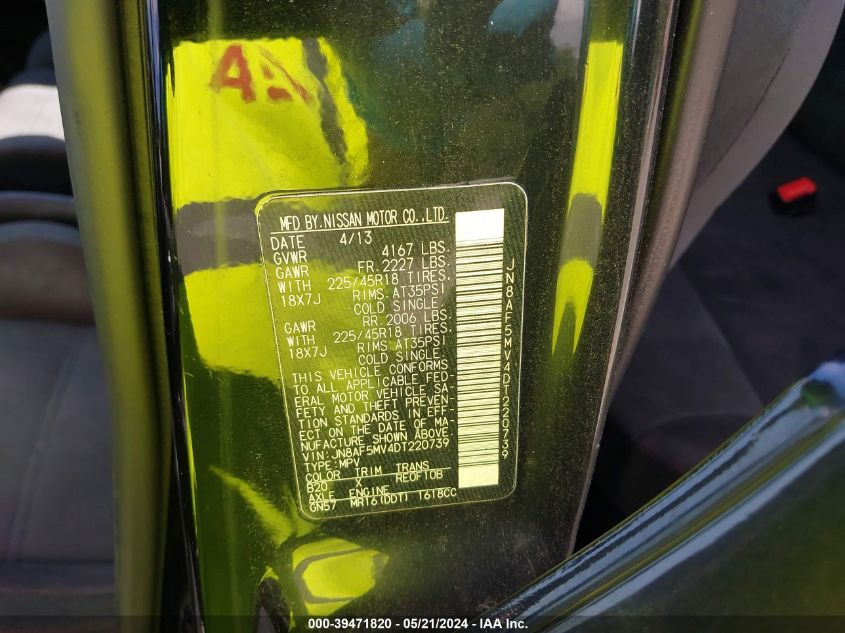 MFD BY.NISSAN MOTOR CO.,LTD.
DATE 4/13
GVWR 4167 LBS.
GAWR FR. 2227 LBS.
WITH 225/45R18 TIRES.
18X7J RIMS. AT35PSI
COLD SINGLE.
GAWR RR. 2006 LBS.
WITH 225/45R18 TIRES.
18X7J RIMS: AT35PSI
COLD SINGLE.
THIS VEHICLE CONFORMS
TO ALL APPLICABLE FED-
ERAL MOTOR VEHICLE SA-
FETY AND THEFT PREVEN-
TION STANDARDS IN EFF-
ECT ON THE DATE OF MA-
NUFACTURE SHOWN ABOVE
VIN: JN8AF5MV4DT220739
TYPE: MPV
COLOR TRIM TRANS
B20 X RE0F10B
AXLE ENGINE
GN57 MR16(DDT) 1618CC
JN8AF5MV4DT220739
000-39471820 / 05/21/2024 - IAA Inc.